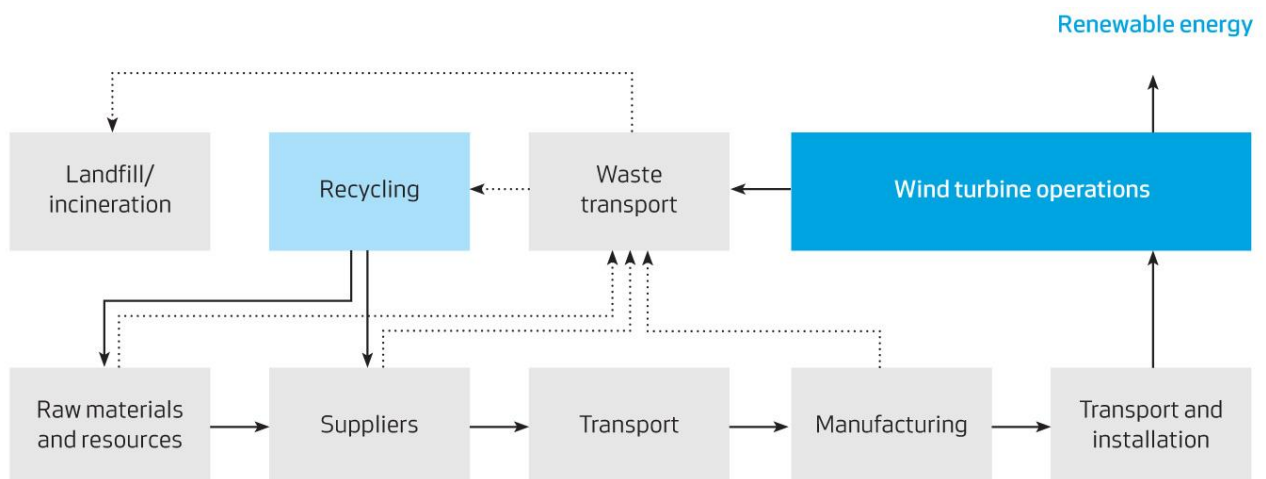 Renewable energy
Landfill/
incineration
Recycling
Waste
transport
Wind turbine operations
Raw materials
and resources
Suppliers
Transport
Manufacturing
Transport and
installation